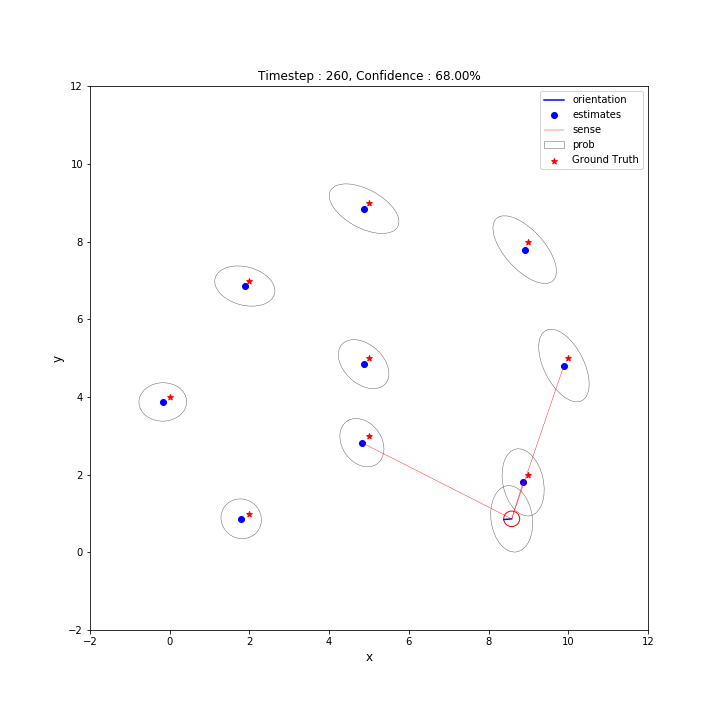 Timestep : 260, Confidence : 68.00%
12
10
8
6
4
2
0
−2
y
orientation
estimates
sense
prob
Ground Truth
−2 0 2 4 6 8 10 12
x